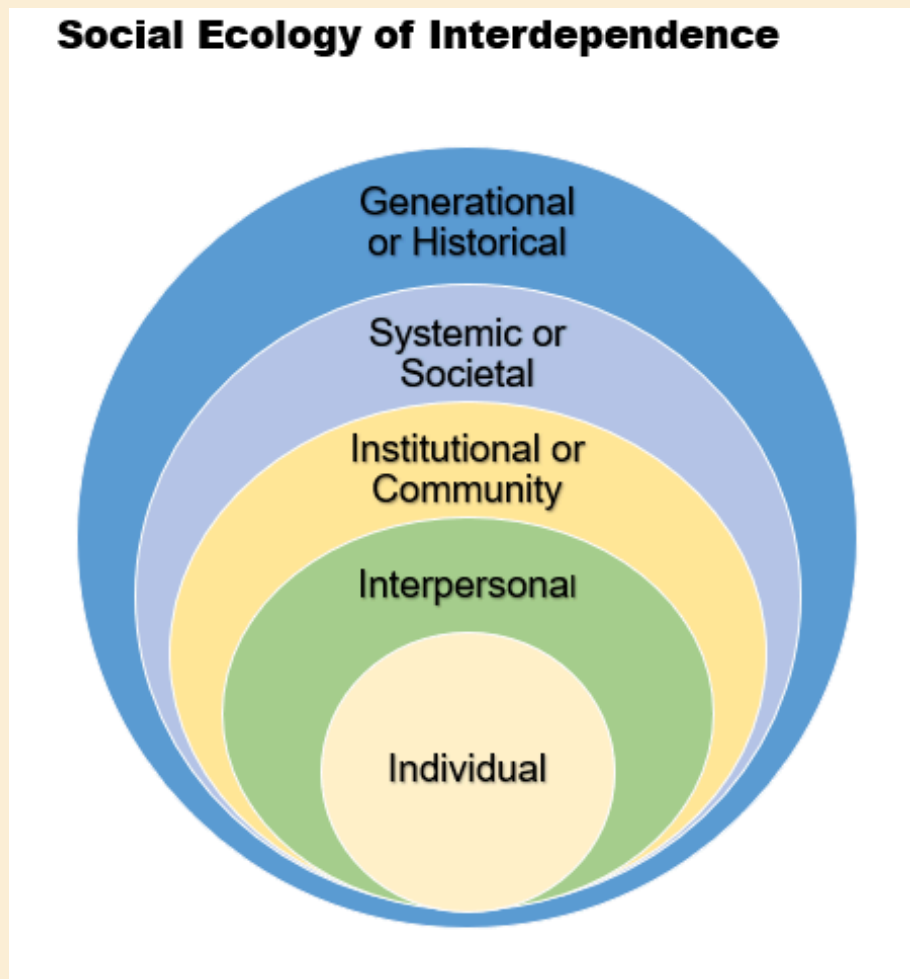 Social Ecology of Interdependence
Generational
or Historical
Systemic or
Societal
Institutional or
Community
Interpersonal
Individual